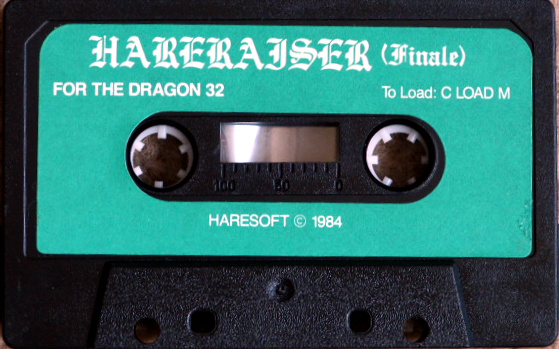 HARERAISER (Finale)
FOR THE DRAGON 32 To Load: C LOAD M
100 50 0
HARESOFT © 1984